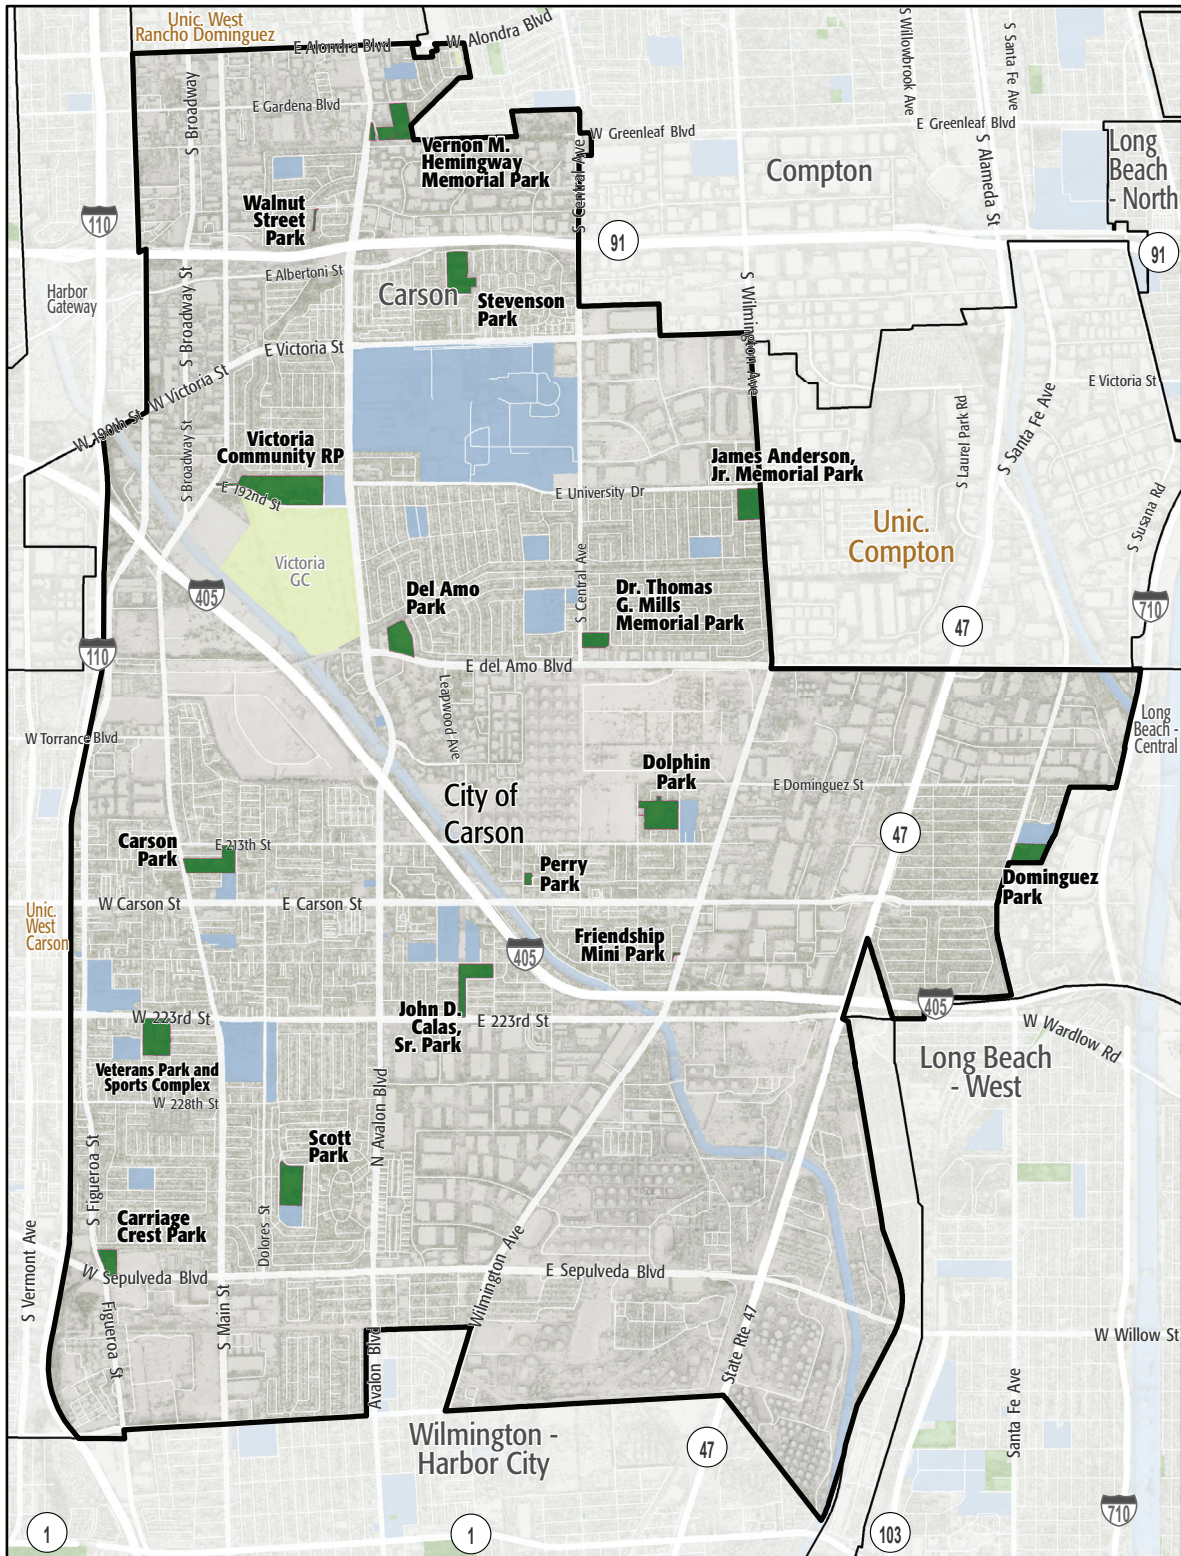 Unic. West
Rancho Dominguez
E Alondra Blvd
W Alondra Blvd
S Willowbrook Ave
S Santa Fe Ave
S Broadway
E Gardena Blvd
W Greenleaf Blvd
E Greenleaf Blvd
Vernon M.
Hemingway
Memorial Park
S Central Ave
Compton
S Alameda St
Long
Beach
- North
Walnut
Street
Park
110
91
91
E Albertoni St
Harbor
Gateway
Carson
Stevenson
Park
S Broadway St
S Wilmington Ave
E Victoria St
E Victoria St
W Victoria St
W 190th St
S Broadway St
Victoria
Community RP
James Anderson,
Jr. Memorial Park
S Laurel Park Rd
S Santa Fe Ave
E 192nd St
E University Dr
S Susana Rd
Unic.
Compton
Victoria
GC
S Central Ave
405
Del Amo
Park
Dr. Thomas
G. Mills
Memorial Park
710
47
110
E del Amo Blvd
Leapwood Ave
Long
Beach -
Central
W Torrance Blvd
Dolphin
Park
E Dominguez St
City of
Carson
47
Carson
Park
E 213th St
Perry
Park
Dominguez
Park
W Carson St
E Carson St
Unic.
West
Carson
Friendship
Mini Park
405
405
W 223rd St
John D.
Calas,
Sr. Park
E 223rd St
W Wardlow Rd
Long Beach
- West
Veterans Park and
Sports Complex
W 228th St
N Avalon Blvd
Scott
Park
S Figueroa St
Carriage
Crest Park
Dolores St
S Vermont Ave
W Sepulveda Blvd
E Sepulveda Blvd
Wilmington Ave
Figueroa St
S Main St
Avalon Blvd
State Rte 47
W Willow St
Santa Fe Ave
Wilmington -
Harbor City
47
710
1
1
103